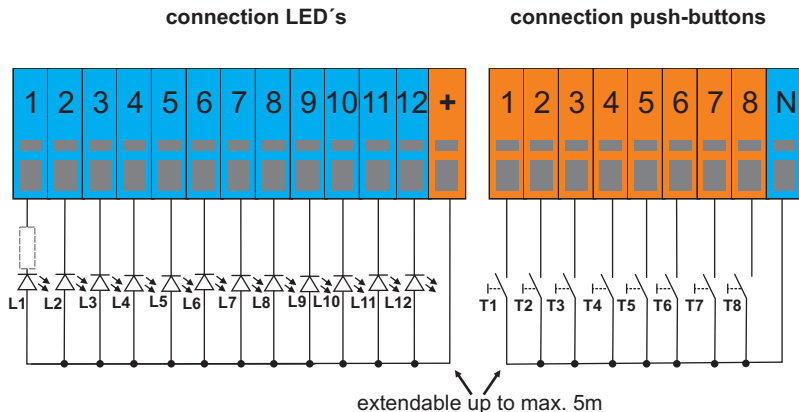 connection LED´s connection push-buttons
1 2 3 4 5 6 7 8 9 10 11 12 + 1 2 3 4 5 6 7 8 N
L1 L2 L3 L4 L5 L6 L7 L8 L9 L10 L11 L12 T1 T2 T3 T4 T5 T6 T7 T8
extendable up to max. 5m